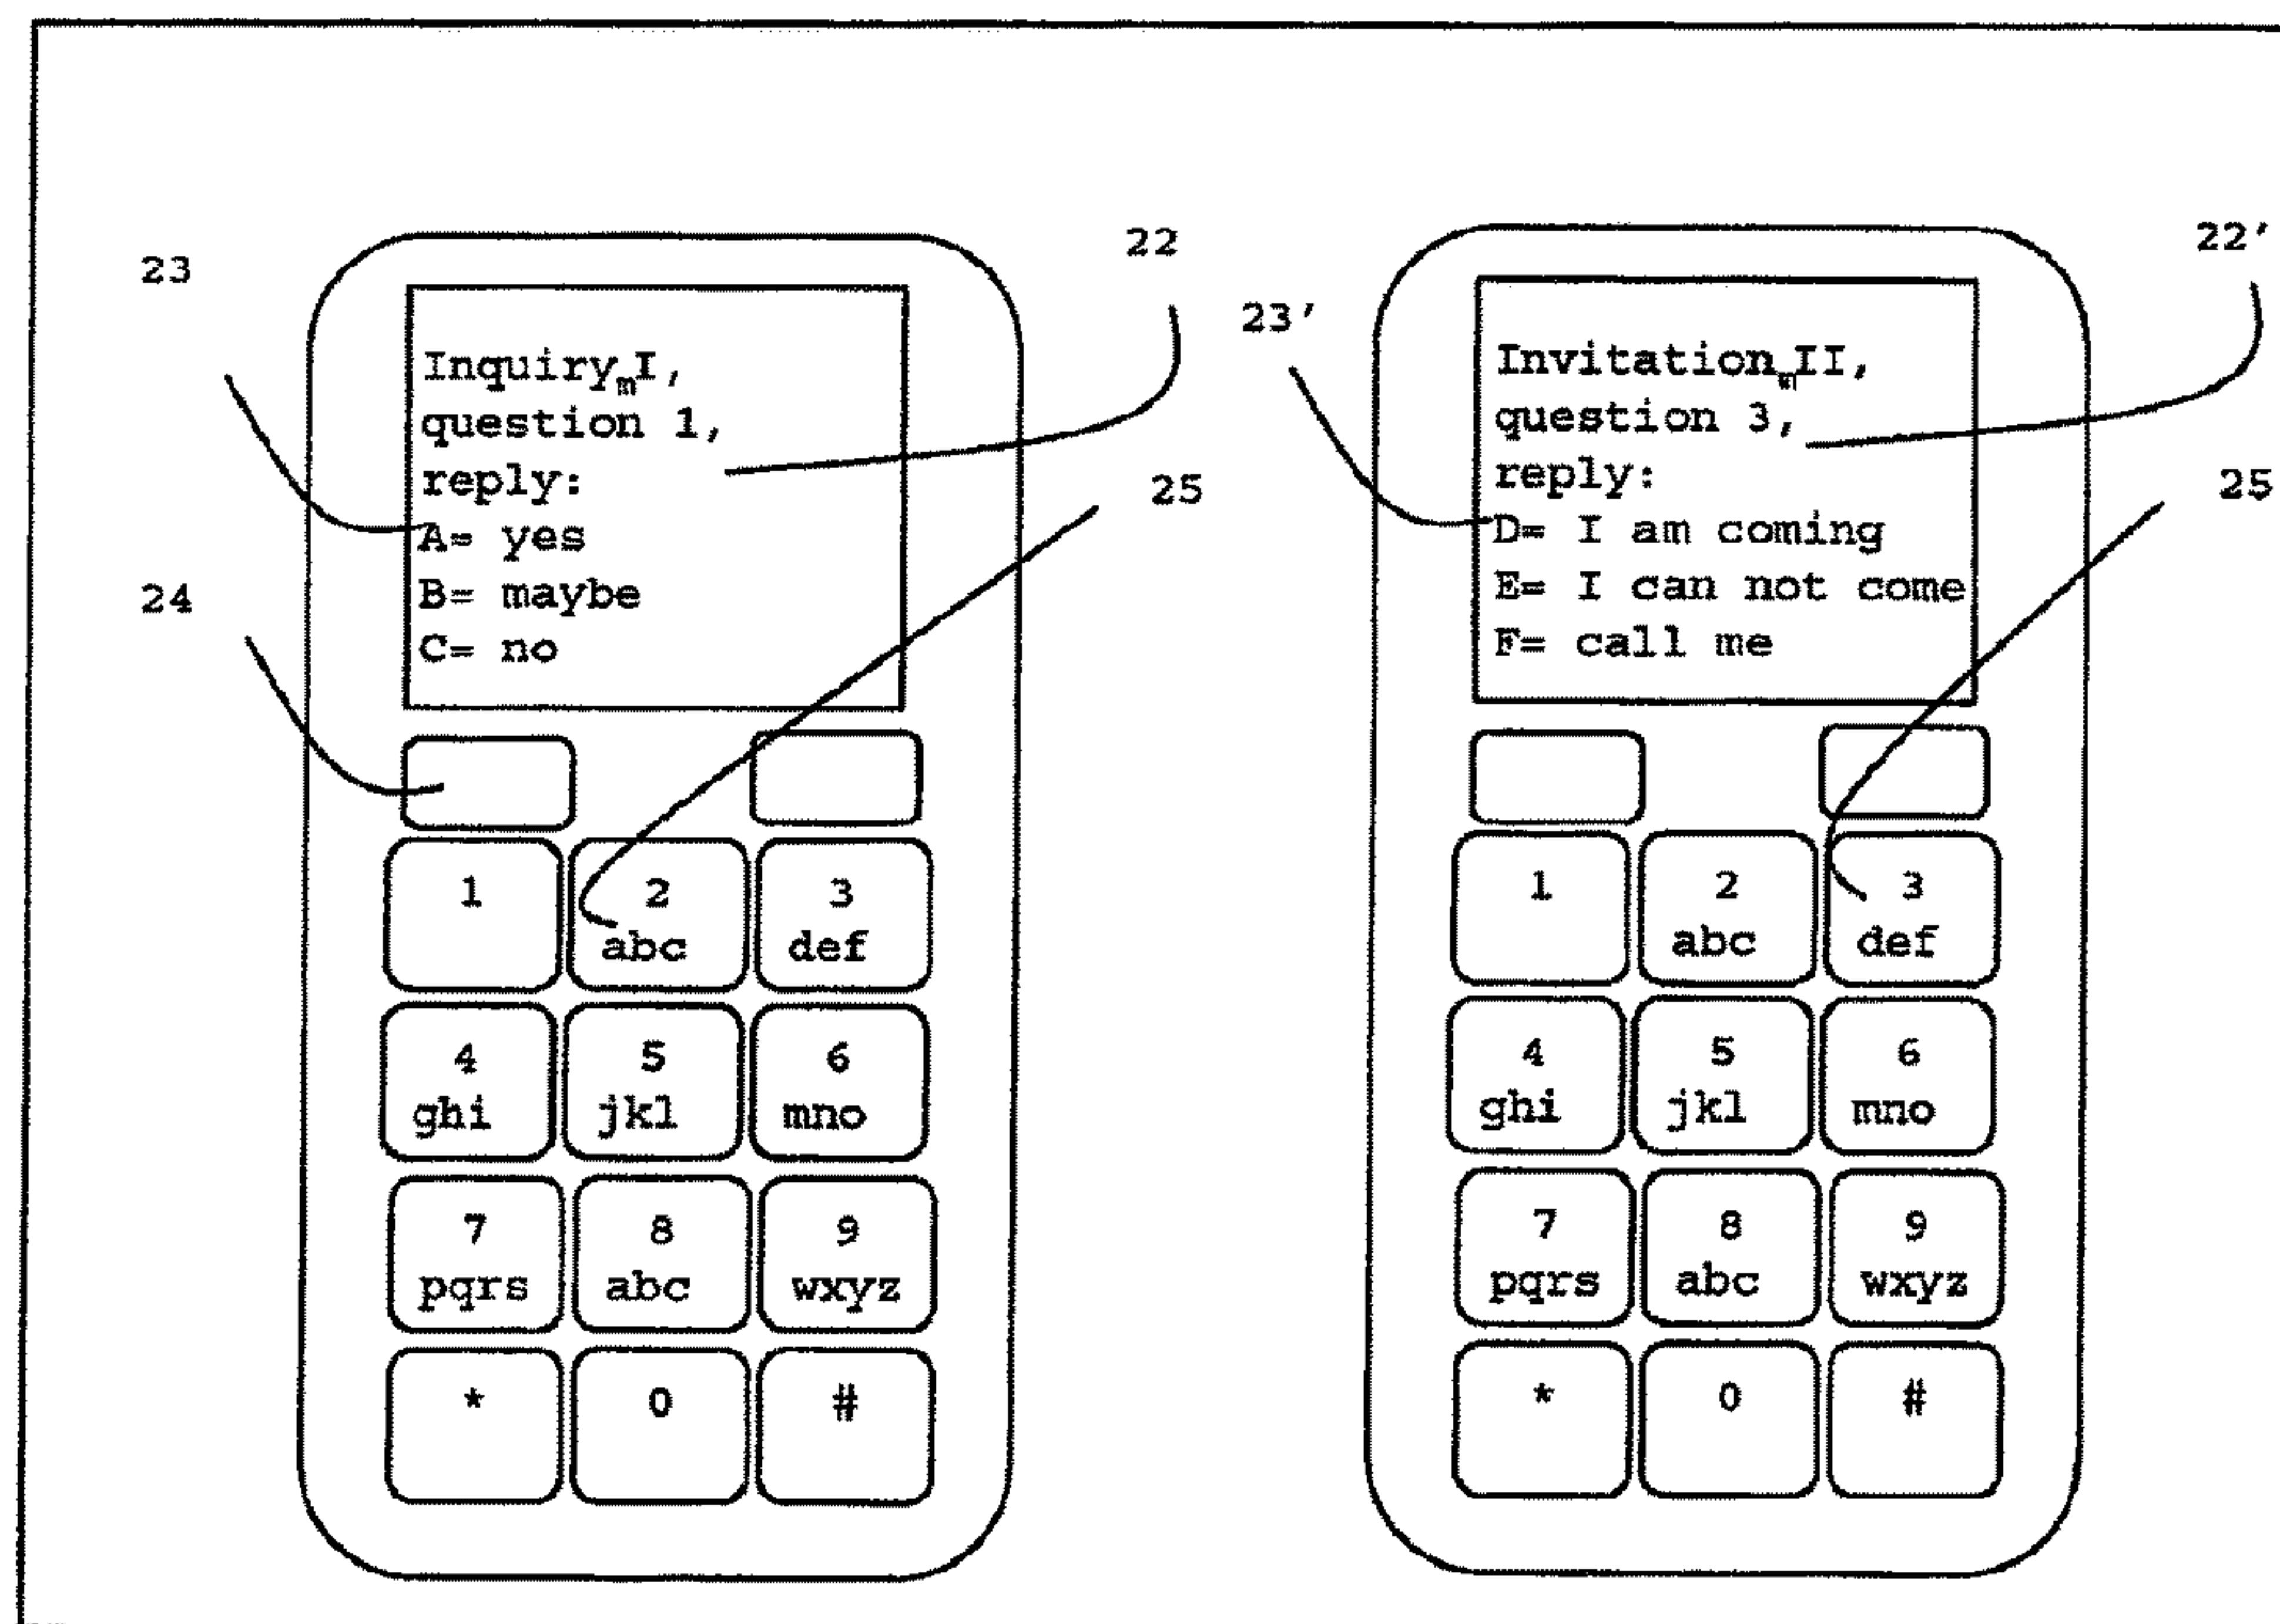 23
22
Inquiry m I,
question 1,
reply:
A= yes
B= maybe
C= no
24
25
1
2
abc
3
def
4
ghi
5
jkl
6
mno
7
pqrs
8
abc
9
wxyz
*
0
#
23'
22'
Invitation m II,
question 3,
reply:
D= I am coming
E= I can not come
F= call me
25
1
2
abc
3
def
4
ghi
5
jkl
6
mno
7
pqrs
8
abc
9
wxyz
*
0
#